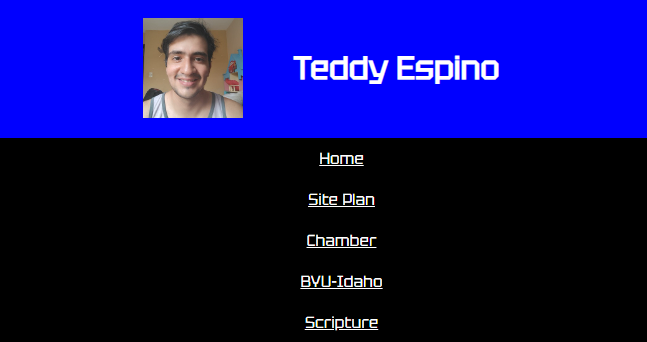 Teddy Espino
Home
Site Plan
Chamber
BYU-Idaho
Scripture